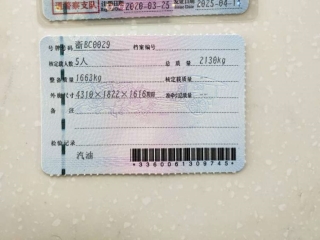 2020-03-25 2025-04-1
号牌号码 浙BC0029 档案编号
核定载人数 5人 总质量 2130kg
整备质量 1663kg 核定载质量
外廓尺寸 4310×1822×1616 准牵引总质量
备注
检验记录
汽油
*3360061309745*